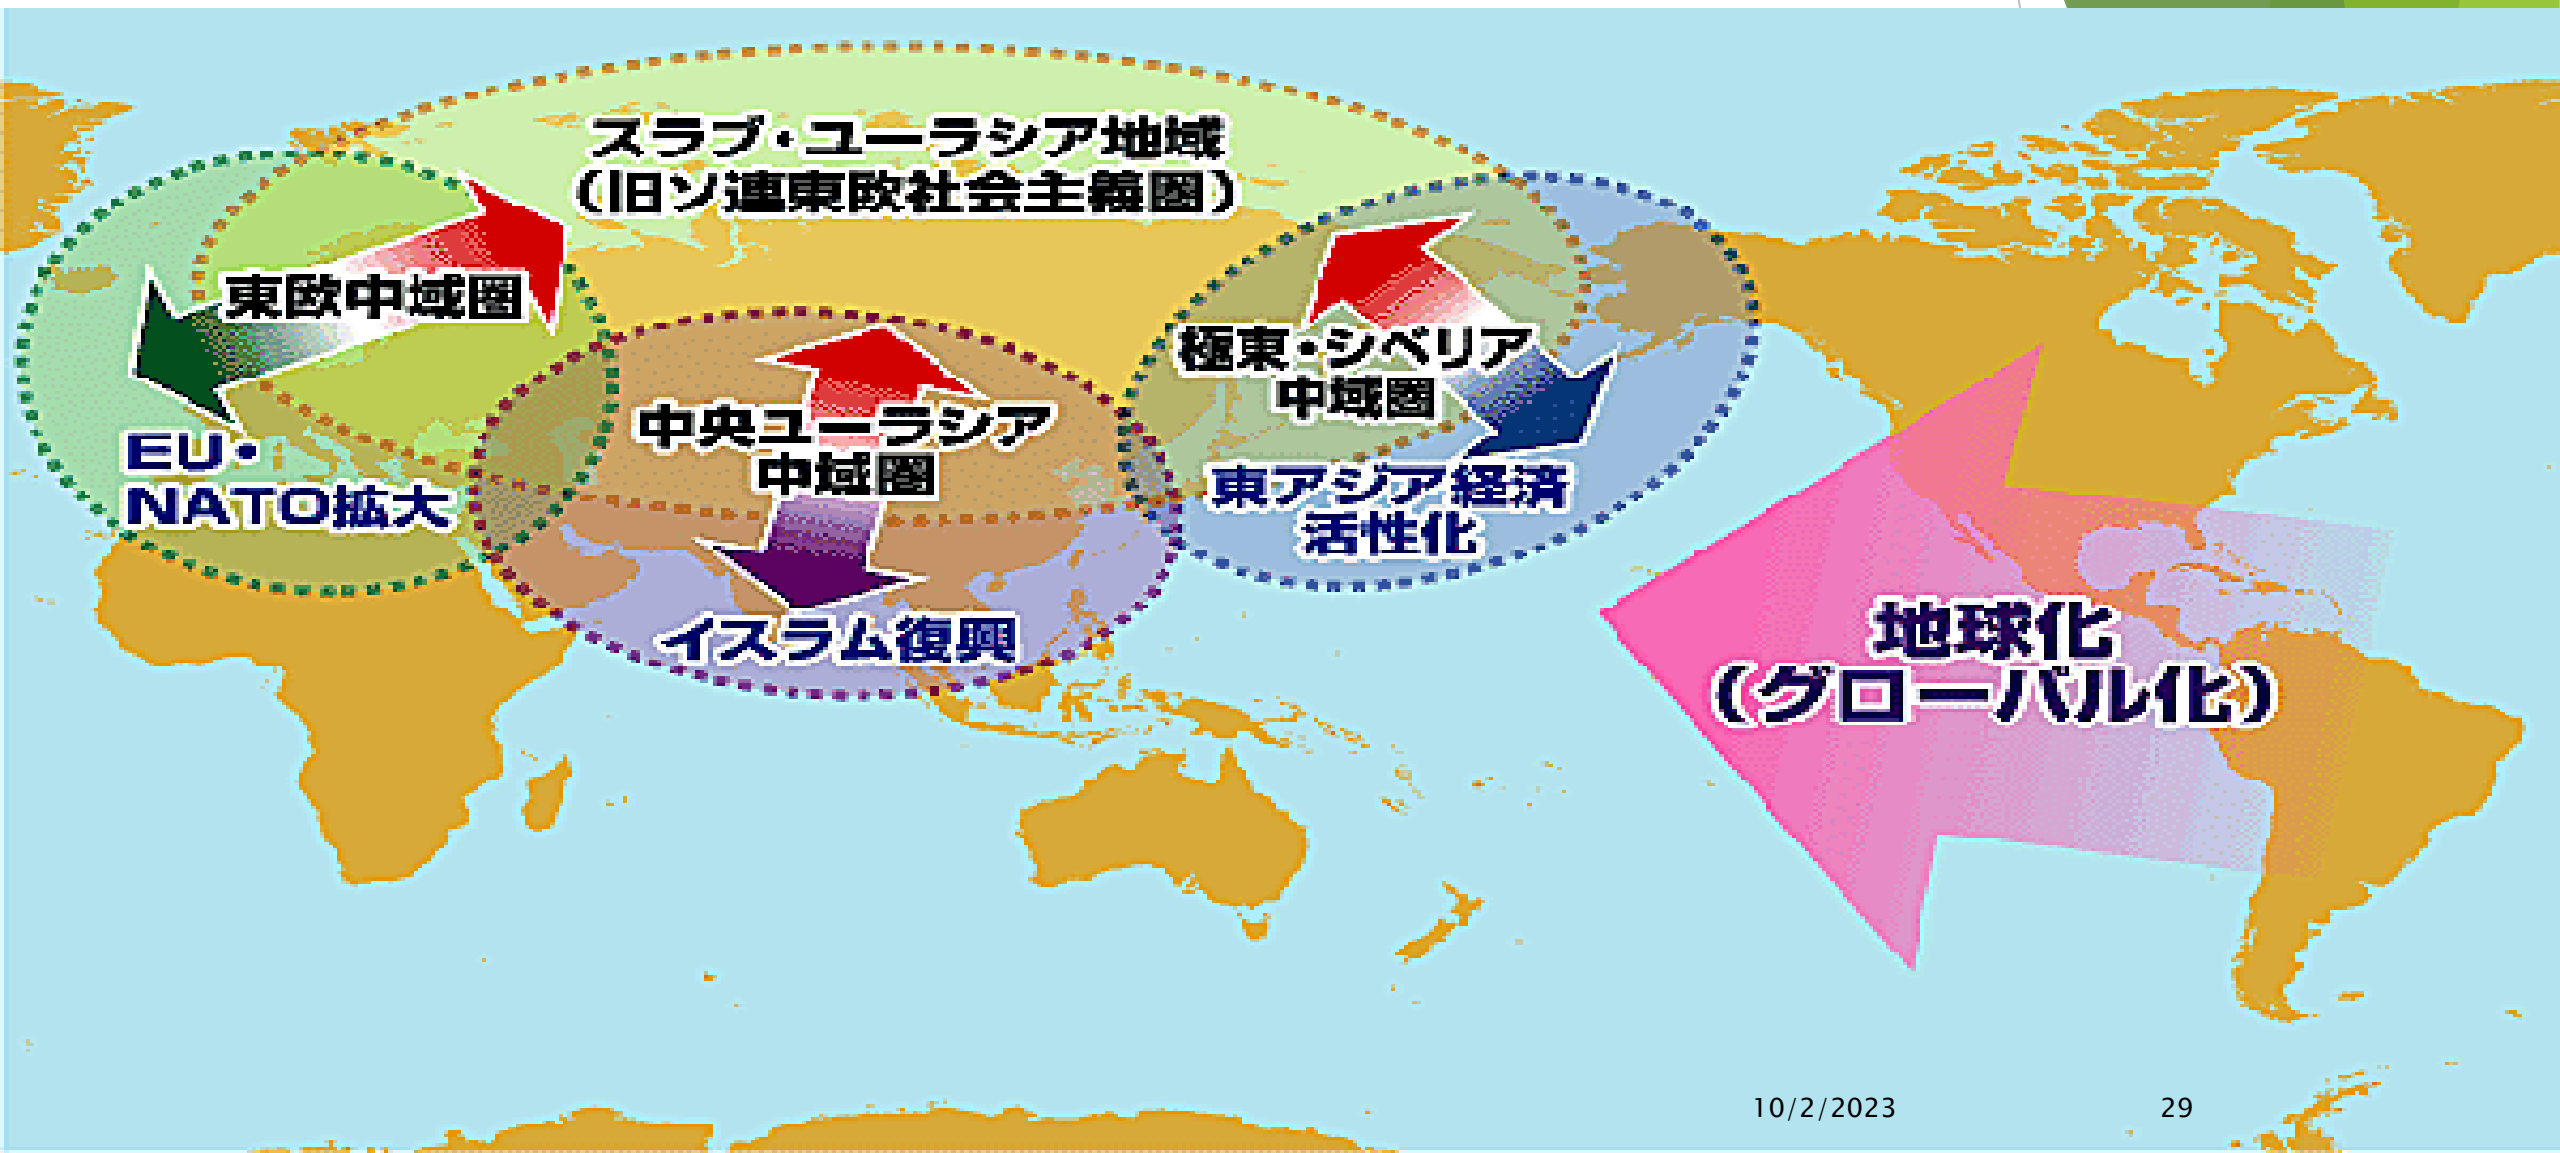 スラブ・ユーラシア地域
（旧ソ連東欧社会主義圏）
東欧中域圏
EU・
NATO拡大
中央ユーラシア
中域圏
イスラム復興
極東・シベリア
中域圏
東アジア経済
活性化
地球化
（グローバル化）
10/2/2023
29